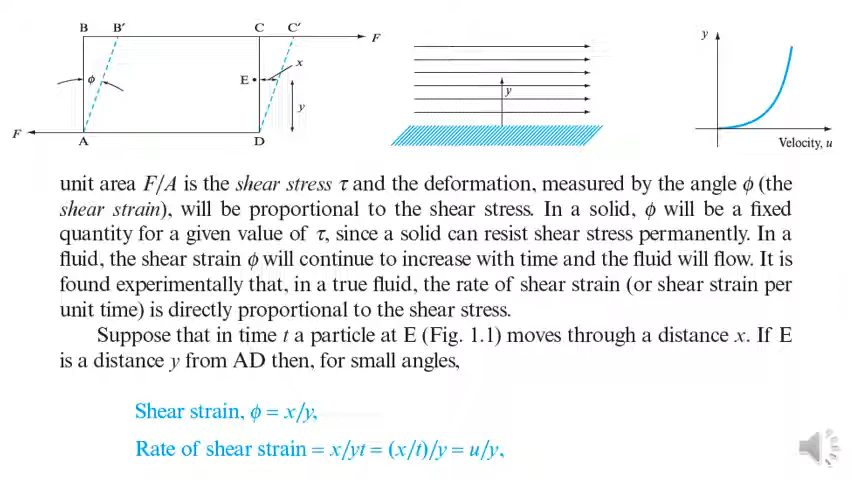 B B′ C C′
F
x
ϕ E
y
F
A D
y
y
Velocity, u
unit area F/A is the shear stress τ and the deformation, measured by the angle ϕ (the
shear strain), will be proportional to the shear stress. In a solid, ϕ will be a fixed
quantity for a given value of τ, since a solid can resist shear stress permanently. In a
fluid, the shear strain ϕ will continue to increase with time and the fluid will flow. It is
found experimentally that, in a true fluid, the rate of shear strain (or shear strain per
unit time) is directly proportional to the shear stress.
Suppose that in time t a particle at E (Fig. 1.1) moves through a distance x. If E
is a distance y from AD then, for small angles,
Shear strain, ϕ = x/y,
Rate of shear strain = x/yt = (x/t)/y = u/y,